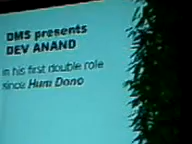 DMS presents
DEV ANAND
in his first double role
since Hum Dono